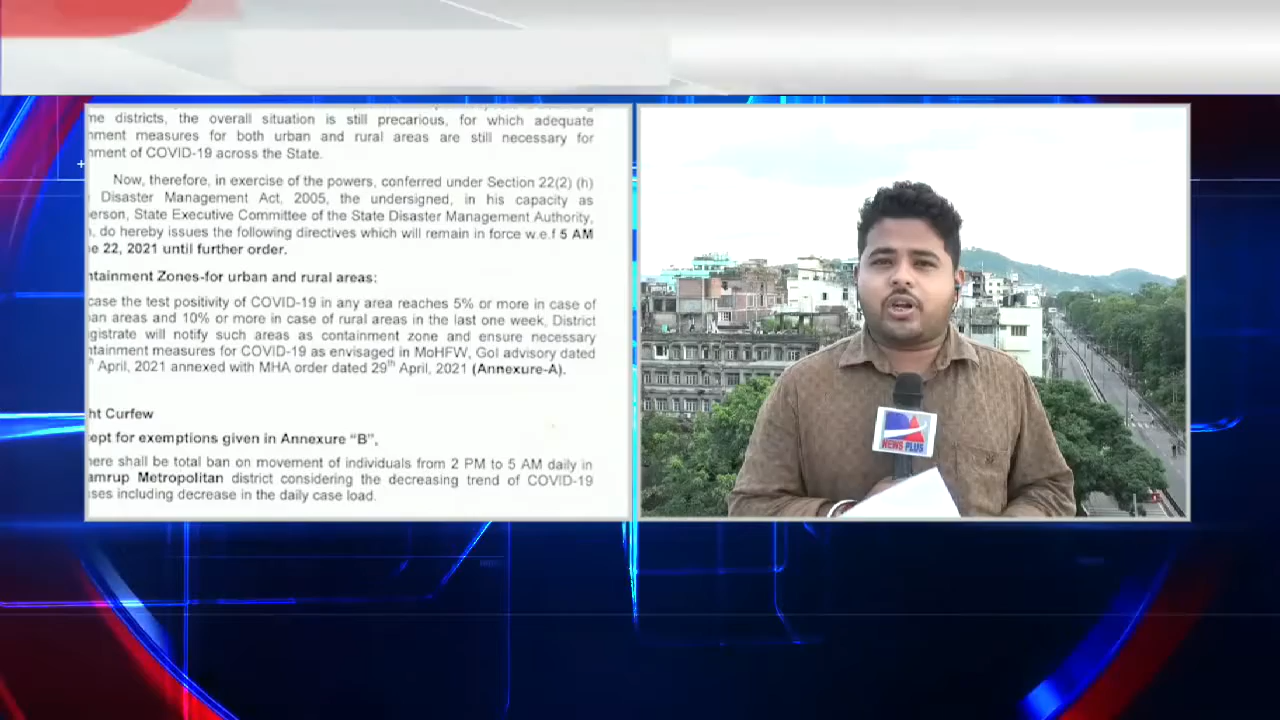 me districts, the overall situation is still precarious, for which adequate
nment measures for both urban and rural areas are still necessary for
nment of COVID-19 across the State.
Now, therefore, in exercise of the powers, conferred under Section 22(2) (h)
Disaster Management Act, 2005, the undersigned, in his capacity as
erson, State Executive Committee of the State Disaster Management Authority,
, do hereby issues the following directives which will remain in force w.e.f 5 AM
e 22, 2021 until further order.
ntainment Zones-for urban and rural areas:
case the test positivity of COVID-19 in any area reaches 5% or more in case of
an areas and 10% or more in case of rural areas in the last one week, District
gistrate will notify such areas as containment zone and ensure necessary
ntainment measures for COVID-19 as envisaged in MoHFW, GoI advisory dated
th April, 2021 annexed with MHA order dated 29th April, 2021 (Annexure-A).
ht Curfew
ept for exemptions given in Annexure “B”,
here shall be total ban on movement of individuals from 2 PM to 5 AM daily in
amrup Metropolitan district considering the decreasing trend of COVID-19
ses including decrease in the daily case load.
NEWS PLUS